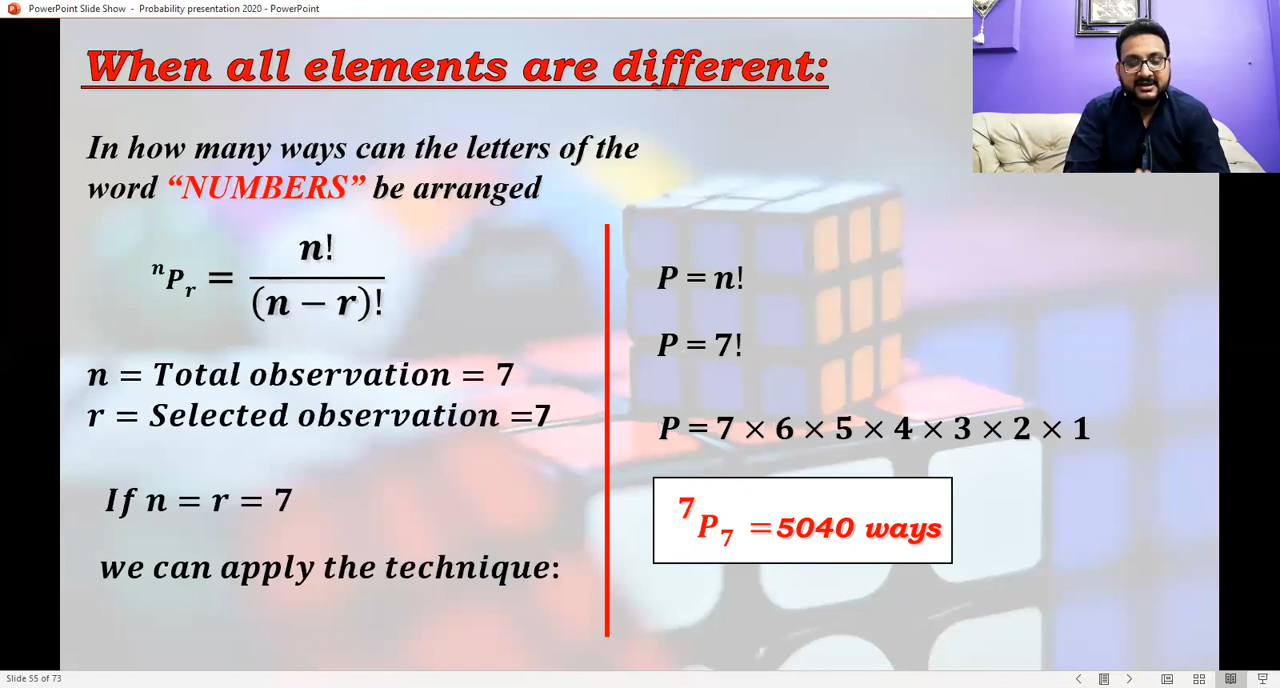 PowerPoint Slide Show - Probability presentation 2020 - PowerPoint
When all elements are different:
In how many ways can the letters of the
word “NUMBERS” be arranged
ⁿPᵣ = n! / (n − r)!
n = Total observation = 7
r = Selected observation =7
If n = r = 7
we can apply the technique:
P = n!
P = 7!
P = 7 × 6 × 5 × 4 × 3 × 2 × 1
⁷P₇ =5040 ways
Slide 55 of 73